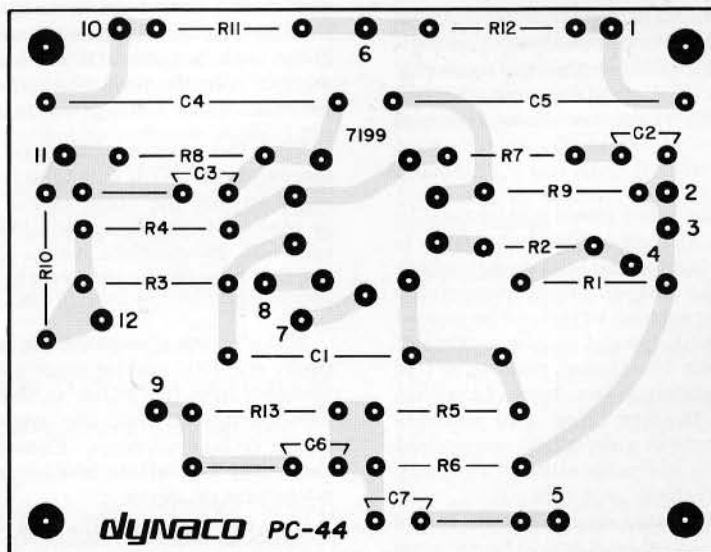 10 R11 6 R12 1
C4 C5
7199
11 R8 C3 R7 C2
R9 2
R4 3
R10 R3 8 R2 4
R1
12 7
C1
9 R13 R5
C6 R6
C7 5
dynaco PC-44